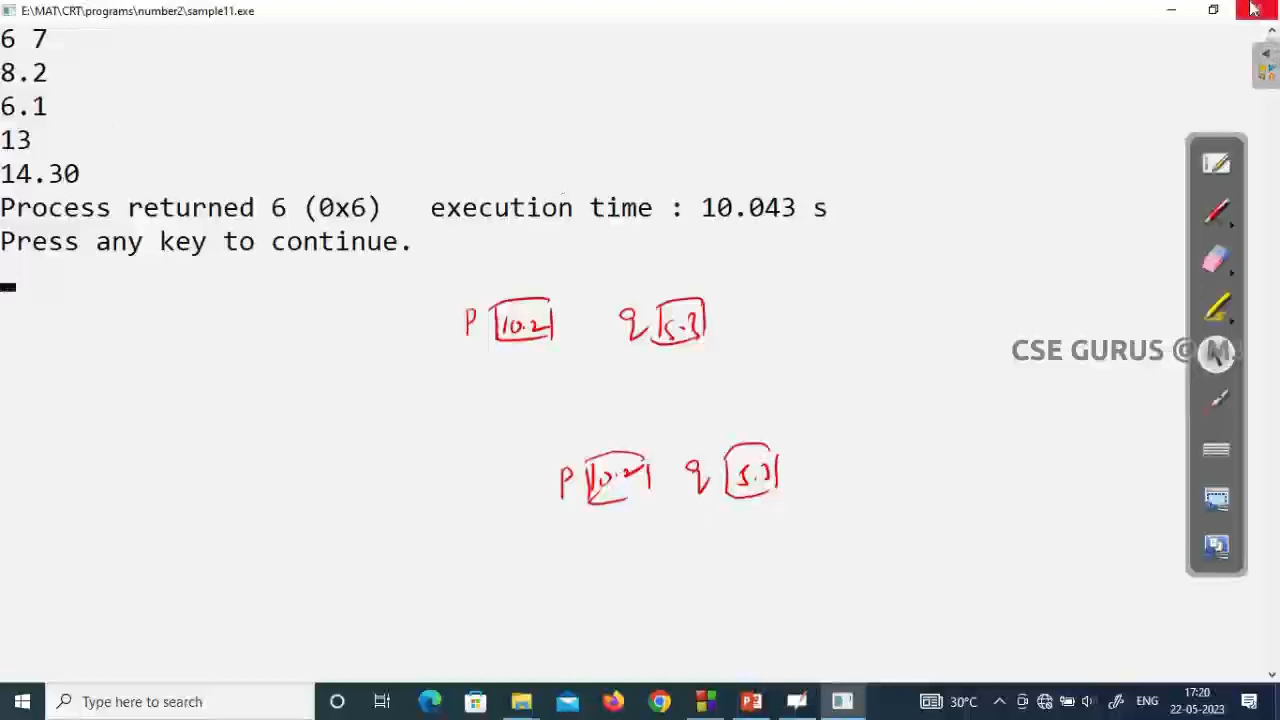 E:\MAT\CRT\programs\number2\sample11.exe
6 7
8.2
6.1
13
14.30
Process returned 6 (0x6)   execution time : 10.043 s
Press any key to continue.
P 10.2 q 5.3
CSE GURUS @
P 10.2 q 5.3
Type here to search
30°C
ENG
17:20
22-05-2023